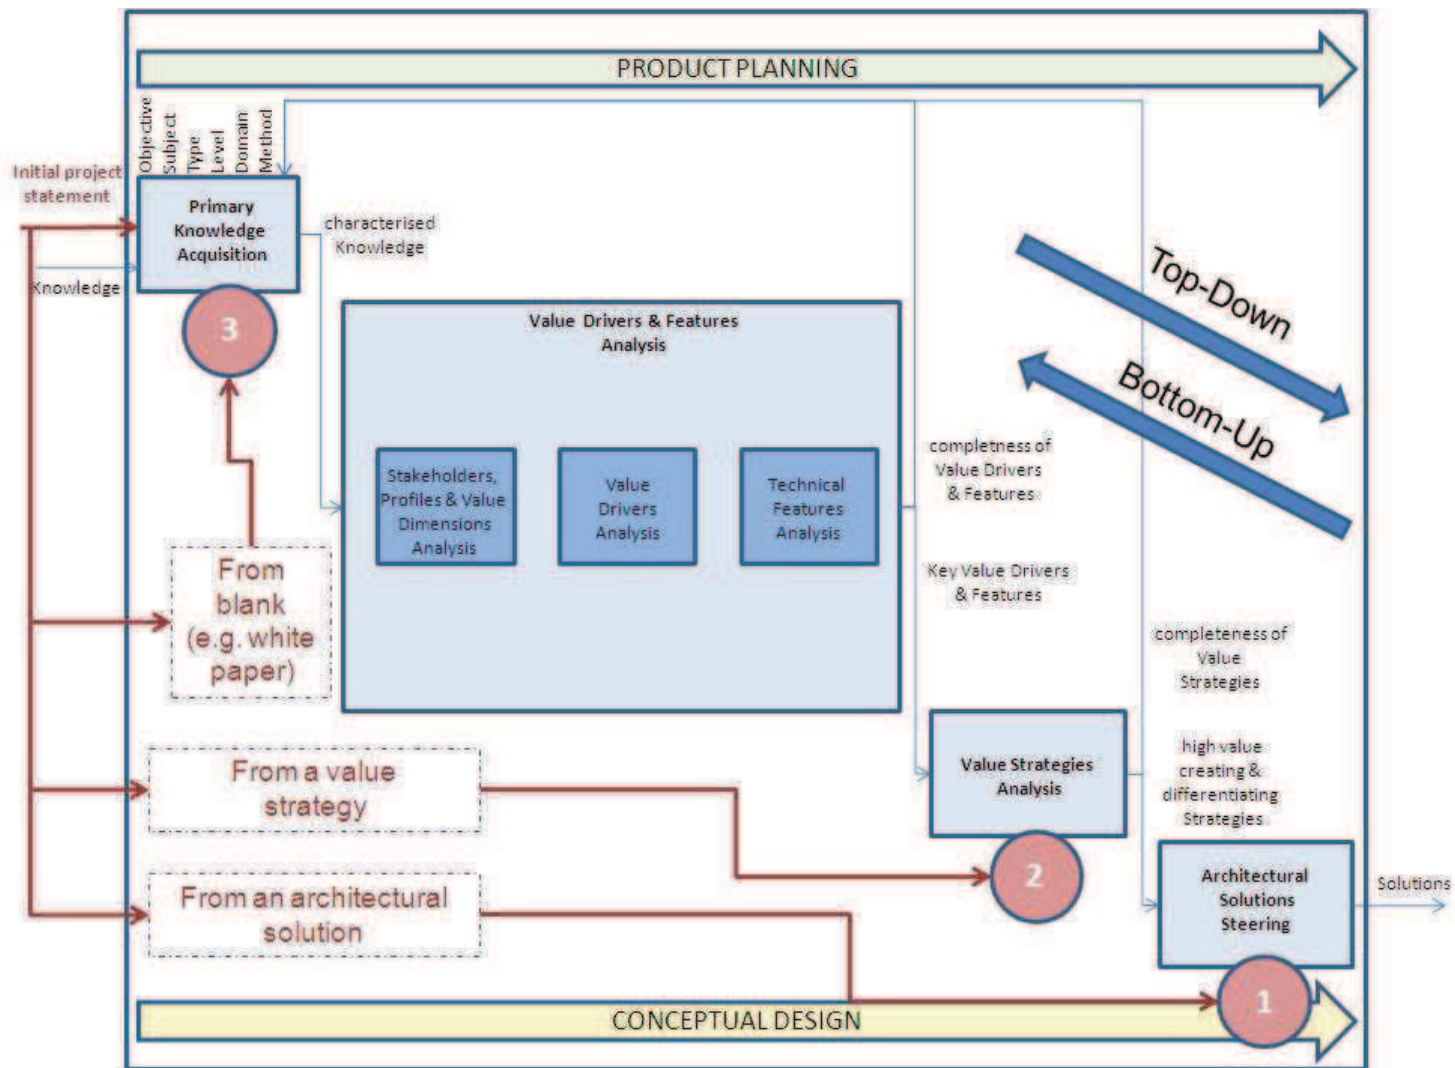 PRODUCT PLANNING
Objective
Subject
Type
Level
Domain
Method
Initial project
statement
Primary
Knowledge
Acquisition
characterised
Knowledge
Knowledge
3
Top-Down
Bottom-Up
Value Drivers & Features
Analysis
Stakeholders,
Profiles & Value
Dimensions
Analysis
Value
Drivers
Analysis
Technical
Features
Analysis
completness of
Value Drivers
& Features
Key Value Drivers
& Features
From
blank
(e.g. white
paper)
completeness of
Value
Strategies
high value
creating &
differentiating
Strategies
From a value
strategy
Value Strategies
Analysis
2
From an architectural
solution
Architectural
Solutions
Steering
Solutions
1
CONCEPTUAL DESIGN